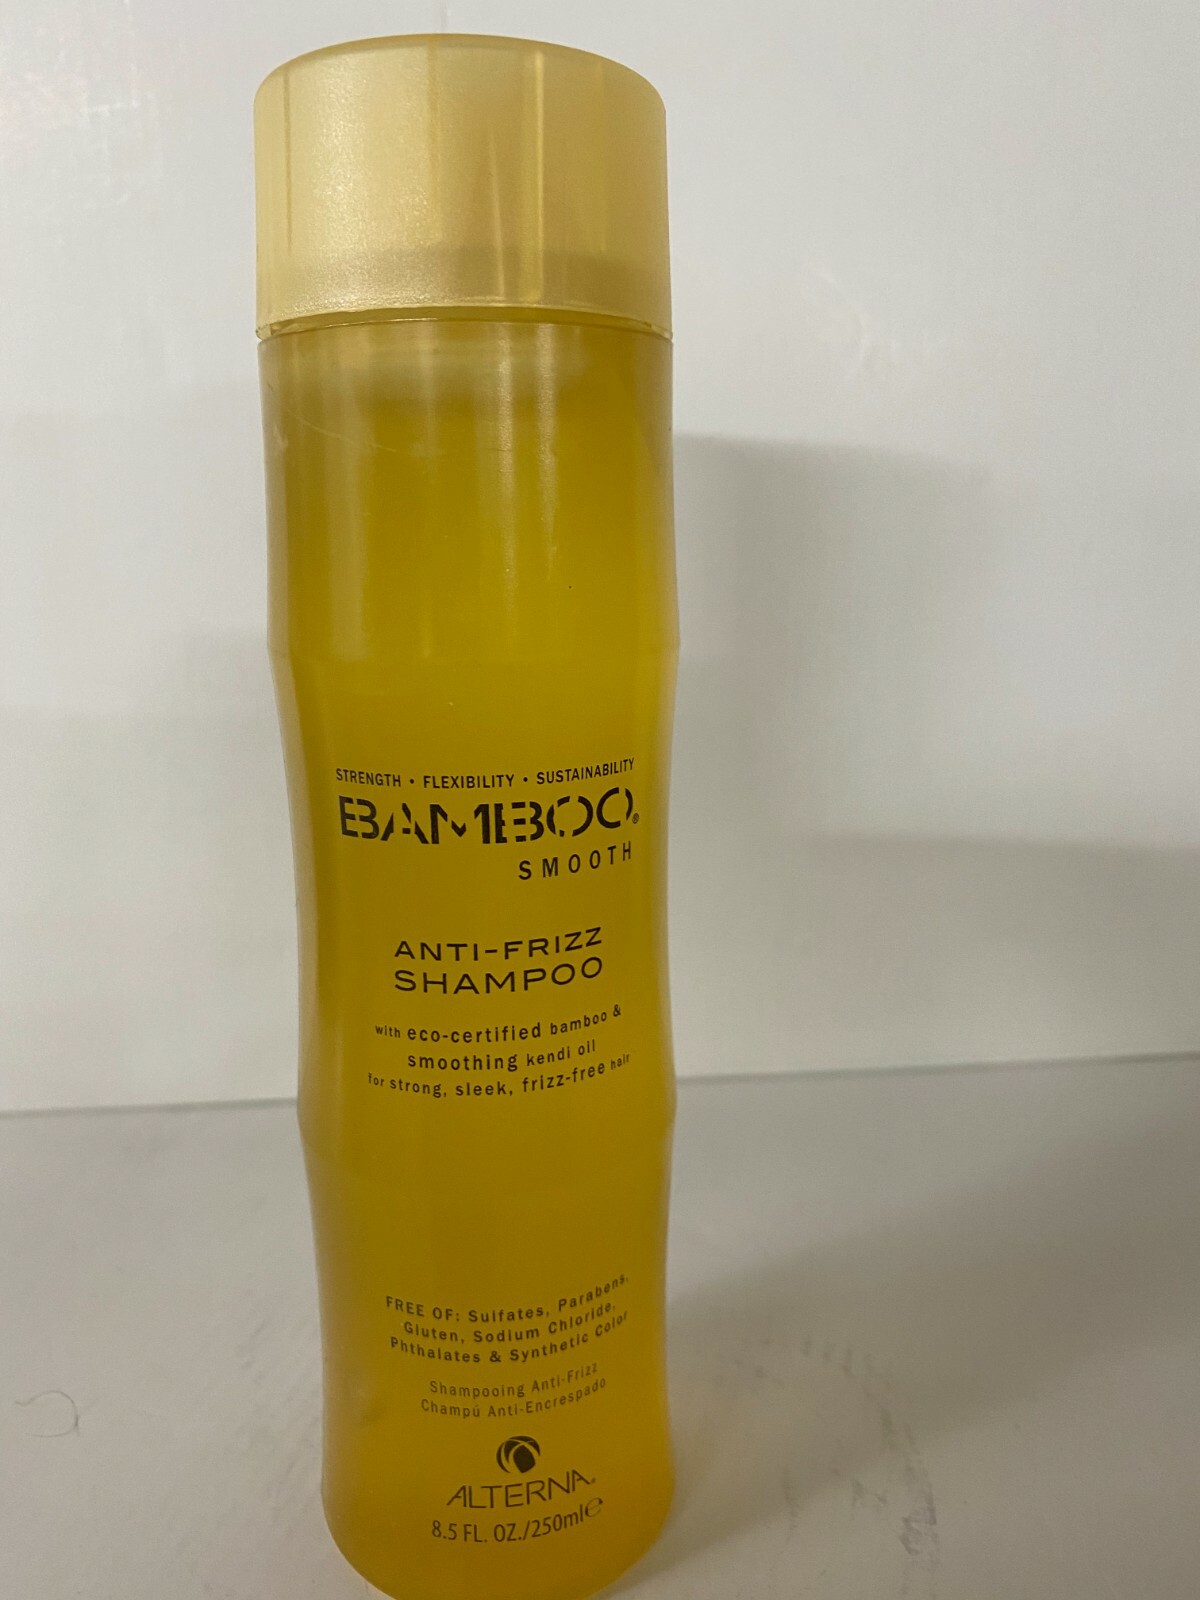 STRENGTH • FLEXIBILITY • SUSTAINABILITY
BAMBOO®
SMOOTH
ANTI-FRIZZ
SHAMPOO
with eco-certified bamboo &
smoothing kendi oil
for strong, sleek, frizz-free hair
FREE OF: Sulfates, Parabens,
Gluten, Sodium Chloride,
Phthalates & Synthetic Color
Shampooing Anti-Frizz
Champú Anti-Encrespado
ALTERNA®
8.5 FL. OZ./250ml℮